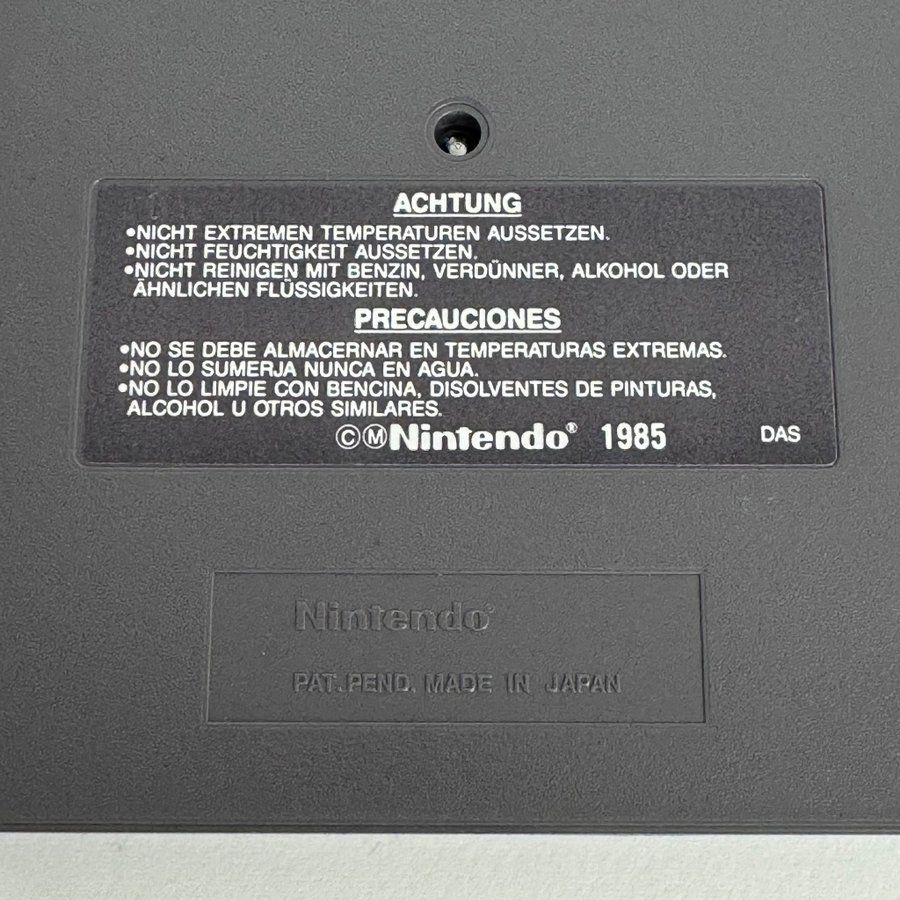 ACHTUNG
•NICHT EXTREMEN TEMPERATUREN AUSSETZEN.
•NICHT FEUCHTIGKEIT AUSSETZEN.
•NICHT REINIGEN MIT BENZIN, VERDÜNNER, ALKOHOL ODER
ÄHNLICHEN FLÜSSIGKEITEN.
PRECAUCIONES
•NO SE DEBE ALMACERNAR EN TEMPERATURAS EXTREMAS.
•NO LO SUMERJA NUNCA EN AGUA.
•NO LO LIMPIE CON BENCINA, DISOLVENTES DE PINTURAS,
ALCOHOL U OTROS SIMILARES.
ⒸⓂNintendo® 1985 DAS
Nintendo®
PAT.PEND. MADE IN JAPAN